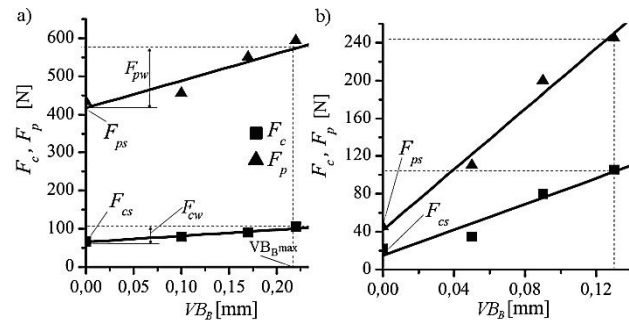 a)
F_c, F_p [N]
600
500
400
300
200
100
0
F_pw
F_ps
F_c
F_p
F_cs
F_cw
VB_B^max
0,00 0,05 0,10 0,15 0,20
VB_B [mm]
b)
F_c, F_p [N]
240
200
160
120
80
40
0
F_ps
F_cs
0,00 0,04 0,08 0,12
VB_B [mm]